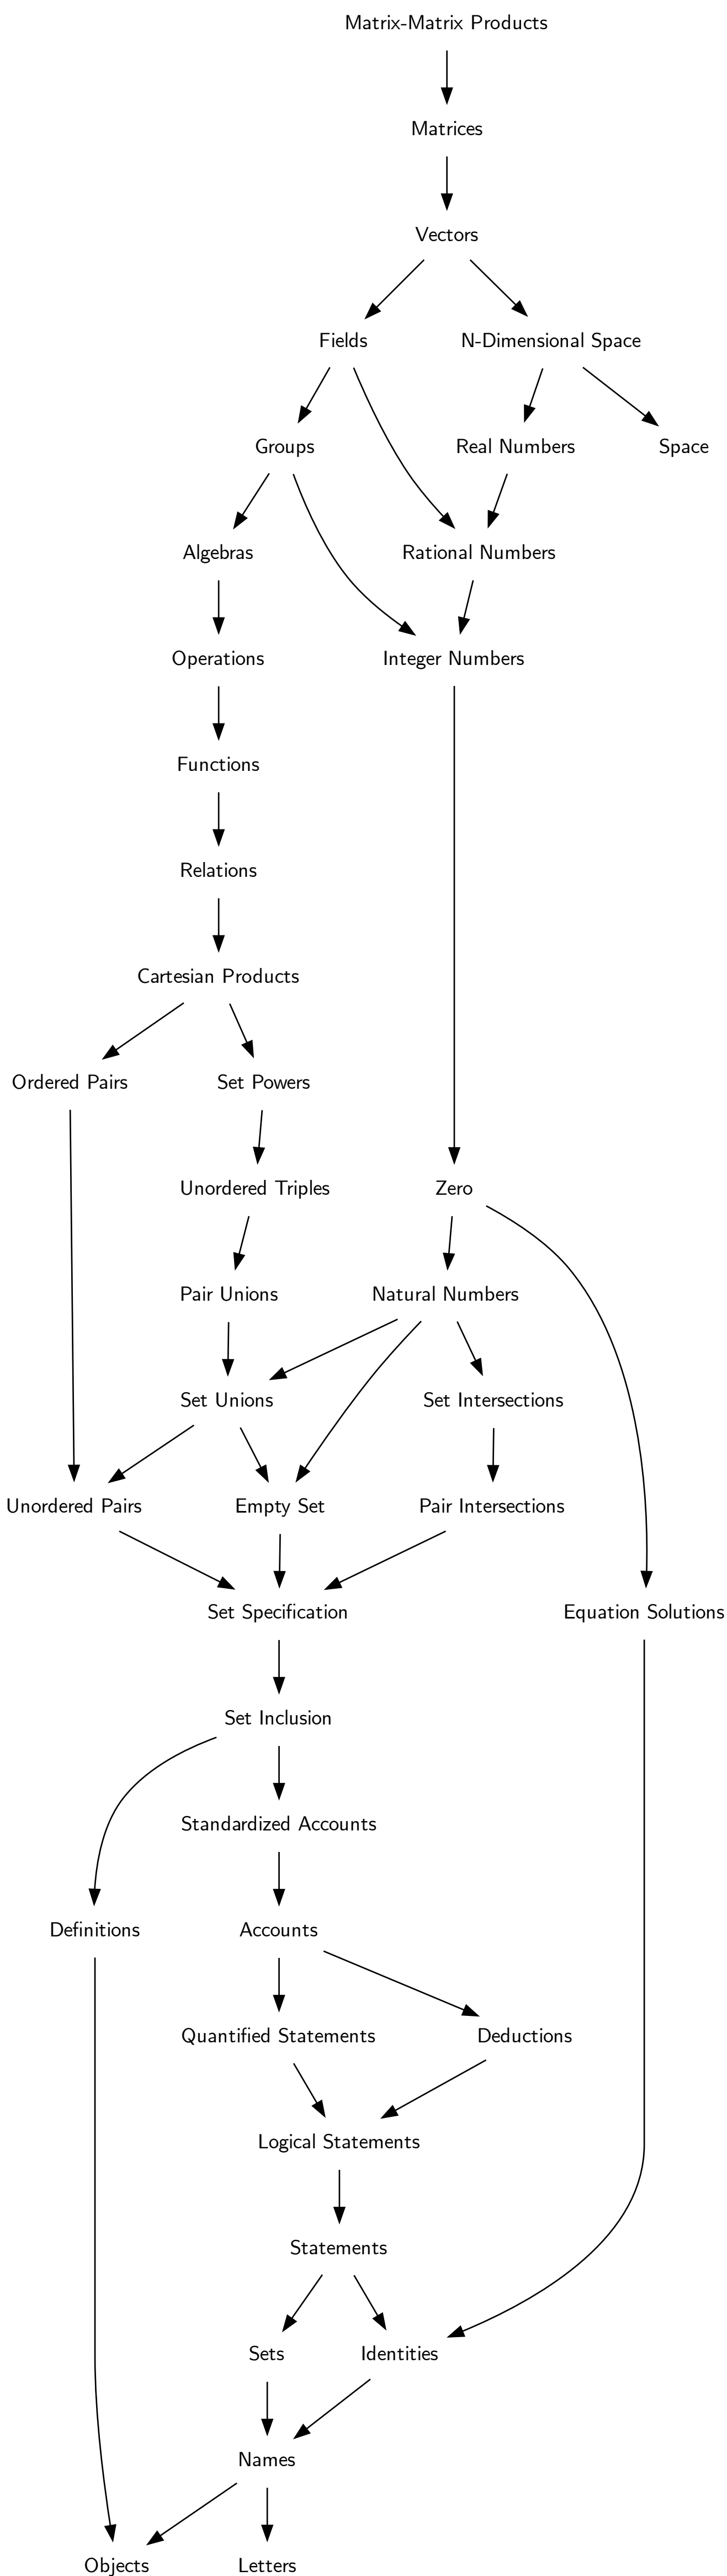 Matrix-Matrix Products
Matrices
Vectors
Fields
N-Dimensional Space
Groups
Real Numbers
Space
Algebras
Rational Numbers
Operations
Integer Numbers
Functions
Relations
Cartesian Products
Ordered Pairs
Set Powers
Unordered Triples
Zero
Pair Unions
Natural Numbers
Set Unions
Set Intersections
Unordered Pairs
Empty Set
Pair Intersections
Set Specification
Equation Solutions
Set Inclusion
Standardized Accounts
Definitions
Accounts
Quantified Statements
Deductions
Logical Statements
Statements
Sets
Identities
Names
Objects
Letters